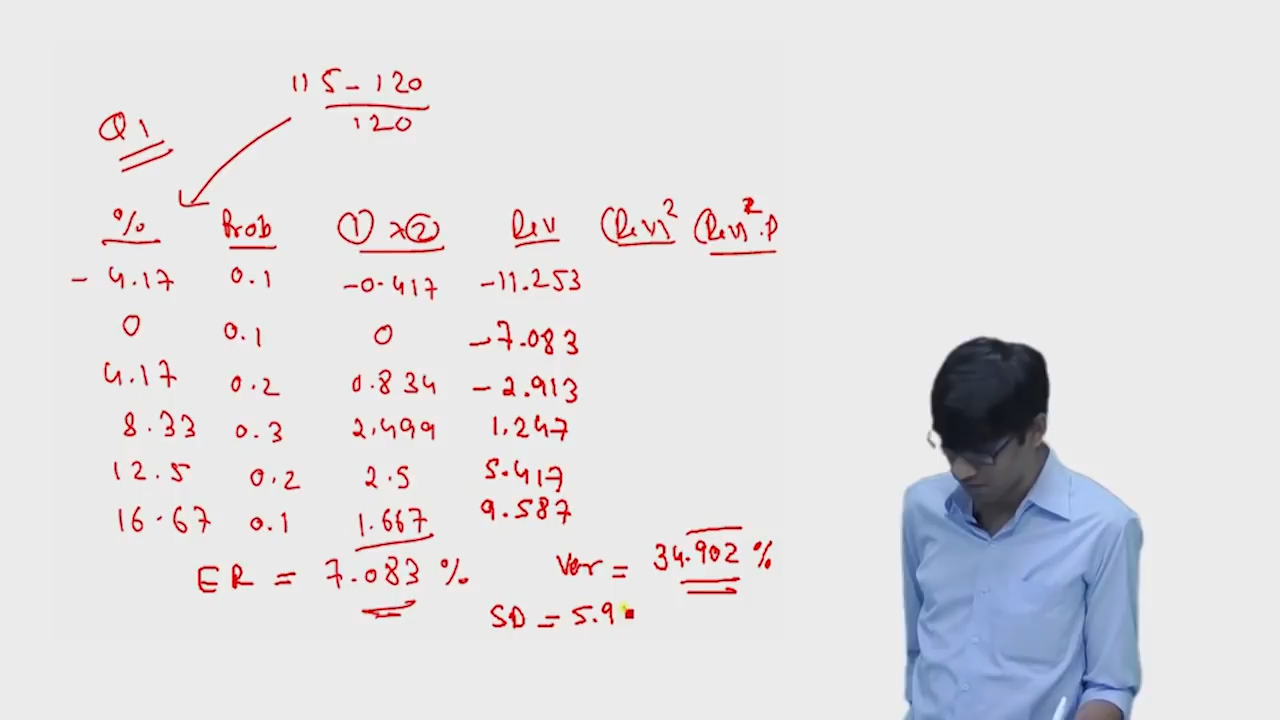 115-120
120
Q1
% Prob ①x② Dev (Dev)² (Dev)².P
-4.17 0.1 -0.417 -11.253
0 0.1 0 -7.083
4.17 0.2 0.834 -2.913
8.33 0.3 2.499 1.247
12.5 0.2 2.5 5.417
16.67 0.1 1.667 9.587
ER = 7.083 % Var = 34.902 %
SD = 5.9